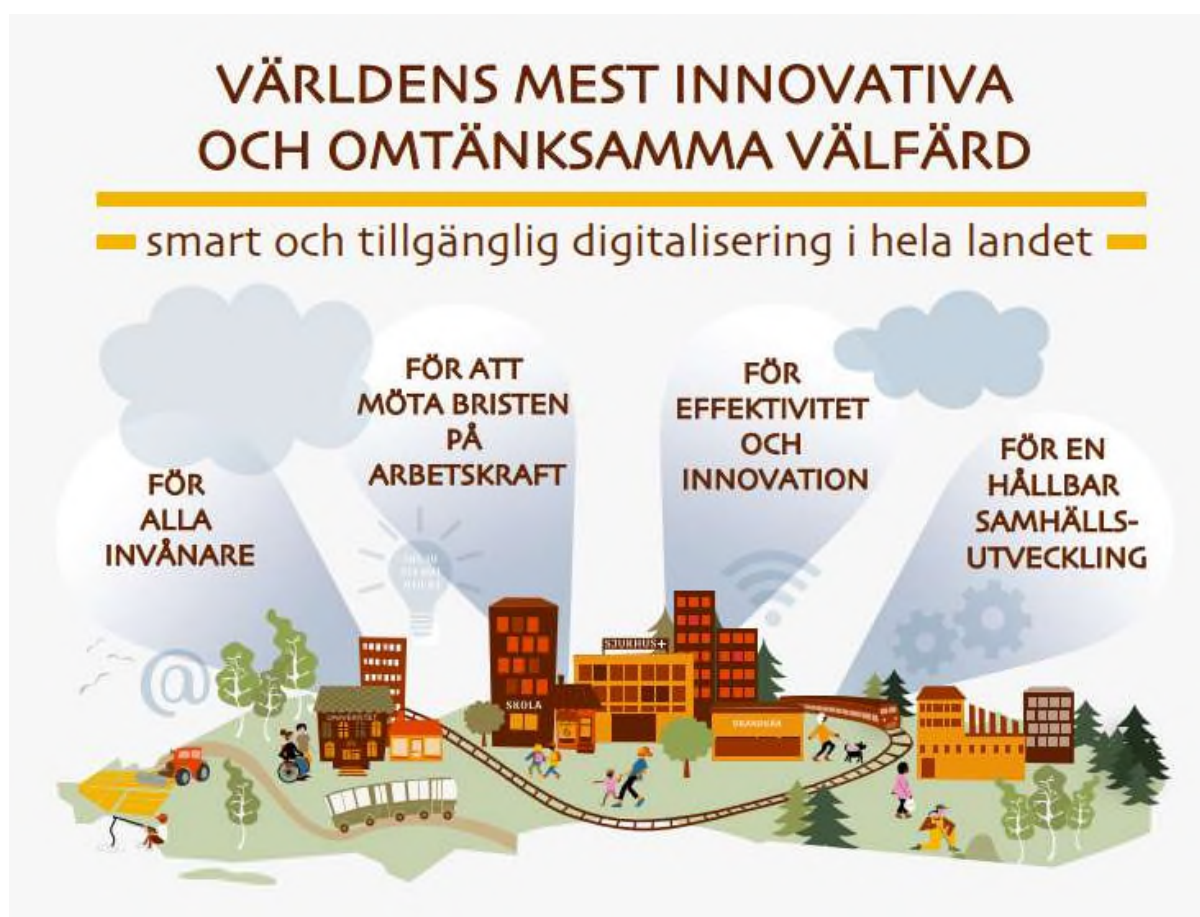 VÄRLDENS MEST INNOVATIVA
OCH OMTÄNKSAMMA VÄLFÄRD
smart och tillgänglig digitalisering i hela landet
FÖR
ALLA
INVÅNARE
FÖR ATT
MÖTA BRISTEN
PÅ
ARBETSKRAFT
FÖR
EFFEKTIVITET
OCH
INNOVATION
FÖR EN
HÅLLBAR
SAMHÄLLS-
UTVECKLING
@
SJUKHUS+
SKOLA
UNIVERSITET